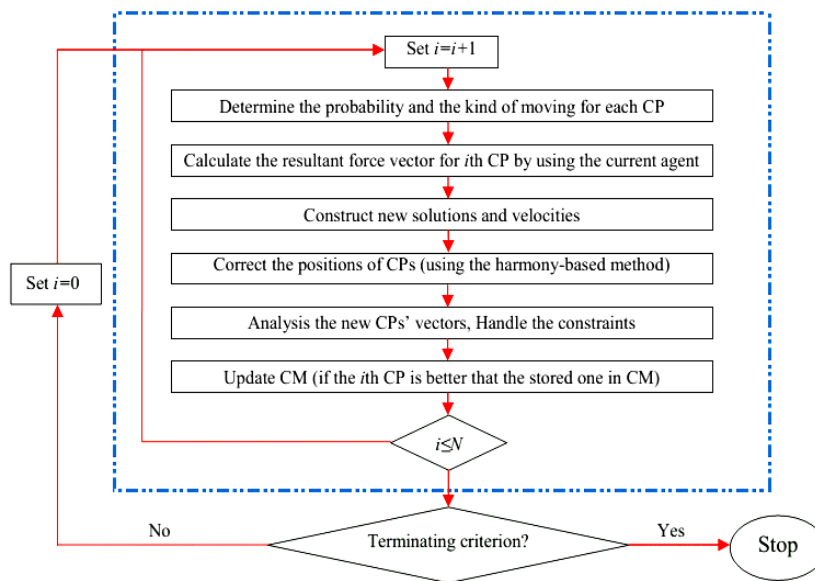 Set i=i+1
Determine the probability and the kind of moving for each CP
Calculate the resultant force vector for ith CP by using the current agent
Construct new solutions and velocities
Correct the positions of CPs (using the harmony-based method)
Set i=0
Analysis the new CPs’ vectors, Handle the constraints
Update CM (if the ith CP is better that the stored one in CM)
i≤N
No
Terminating criterion?
Yes
Stop